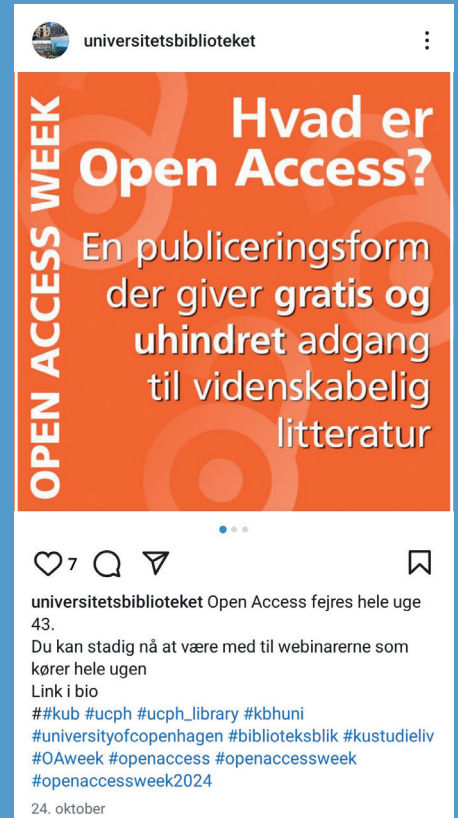 universitetsbiblioteket
OPEN ACCESS WEEK
Hvad er
Open Access?
En publiceringsform
der giver gratis og
uhindret adgang
til videnskabelig
litteratur
7
universitetsbiblioteket Open Access fejres hele uge
43.
Du kan stadig nå at være med til webinarerne som
kører hele ugen
Link i bio
##kub #ucph #ucph_library #kbhuni
#universityofcopenhagen #biblioteksblik #kustudieliv
#OAweek #openaccess #openaccessweek
#openaccessweek2024
24. oktober